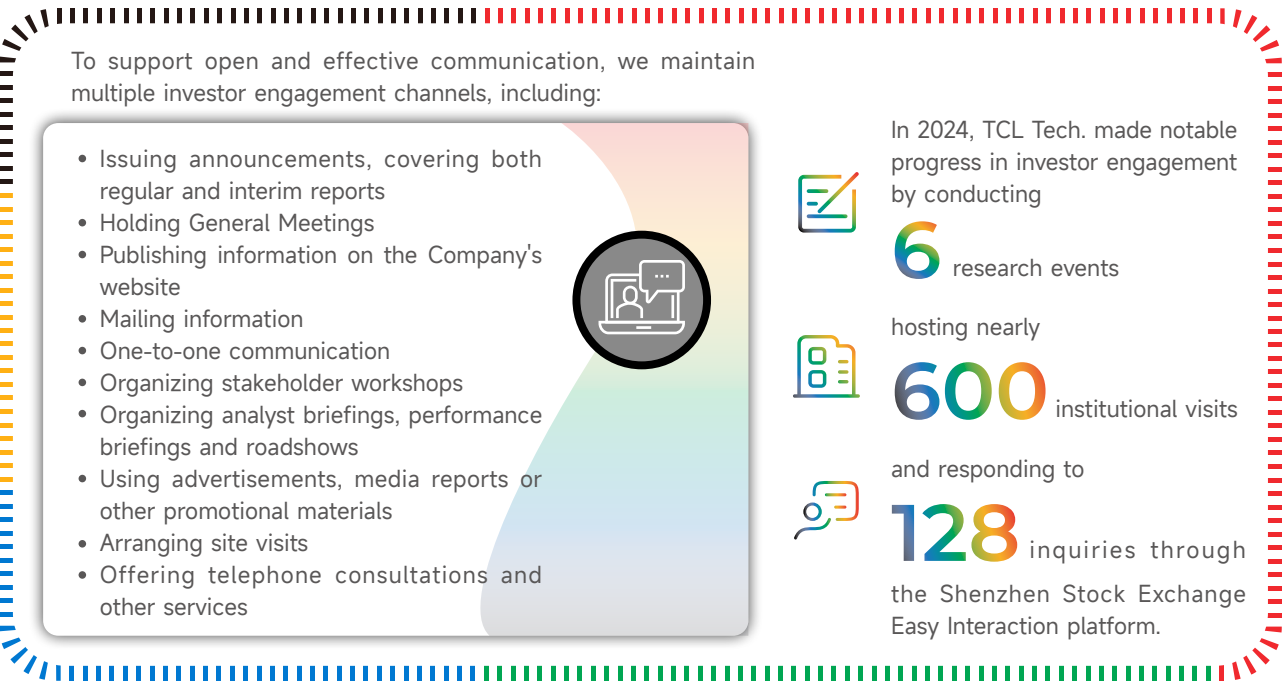 To support open and effective communication, we maintain
multiple investor engagement channels, including:
• Issuing announcements, covering both
regular and interim reports
• Holding General Meetings
• Publishing information on the Company's
website
• Mailing information
• One-to-one communication
• Organizing stakeholder workshops
• Organizing analyst briefings, performance
briefings and roadshows
• Using advertisements, media reports or
other promotional materials
• Arranging site visits
• Offering telephone consultations and
other services
In 2024, TCL Tech. made notable
progress in investor engagement
by conducting
6 research events
hosting nearly
600 institutional visits
and responding to
128 inquiries through
the Shenzhen Stock Exchange
Easy Interaction platform.